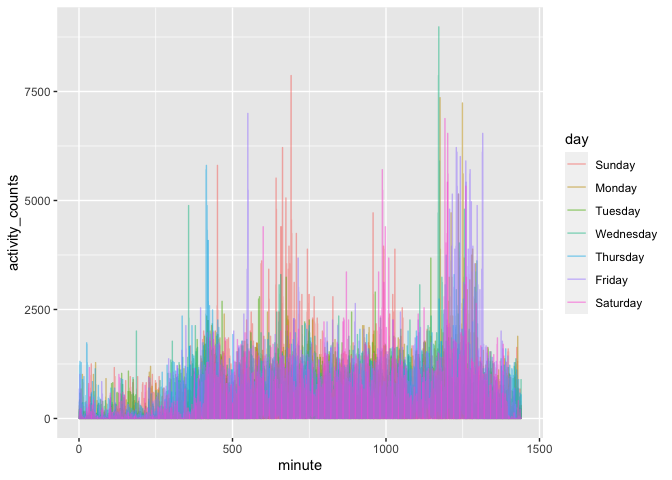 7500
5000
2500
0
activity_counts
0
500
1000
1500
minute
day
Sunday
Monday
Tuesday
Wednesday
Thursday
Friday
Saturday